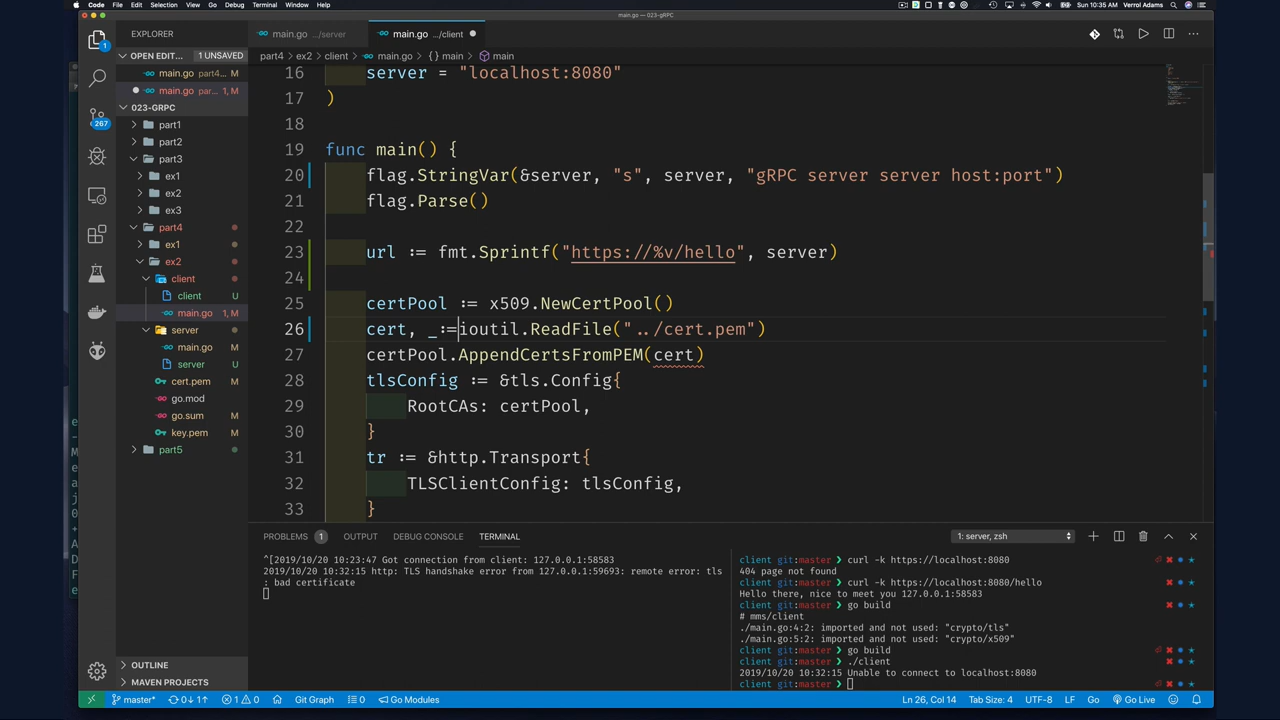 Code File Edit Selection View Go Debug Terminal Window Help
Sun 10:35 AM Verrol Adams
main.go — 023-gRPC
EXPLORER
main.go .../server
main.go .../client
part4 › ex2 › client › main.go › {} main › main
OPEN EDIT... 1 UNSAVED
main.go part4... M
main.go par... 1, M
023-GRPC
part1
part2
part3
ex1
ex2
ex3
part4
ex1
ex2
client
client U
main.go 1, M
server
main.go M
server U
cert.pem M
go.mod
go.sum M
key.pem M
part5
OUTLINE
MAVEN PROJECTS
16 server = "localhost:8080"
17 )
18
19 func main() {
20 flag.StringVar(&server, "s", server, "gRPC server server host:port")
21 flag.Parse()
22
23 url := fmt.Sprintf("https://%v/hello", server)
24
25 certPool := x509.NewCertPool()
26 cert, _:=ioutil.ReadFile("../cert.pem")
27 certPool.AppendCertsFromPEM(cert)
28 tlsConfig := &tls.Config{
29 RootCAs: certPool,
30 }
31 tr := &http.Transport{
32 TLSClientConfig: tlsConfig,
33 }
PROBLEMS 1 OUTPUT DEBUG CONSOLE TERMINAL
1: server, zsh
^[2019/10/20 10:23:47 Got connection from client: 127.0.0.1:58583
2019/10/20 10:32:15 http: TLS handshake error from 127.0.0.1:59693: remote error: tls
: bad certificate
client git:master ❯ curl -k https://localhost:8080
404 page not found
client git:master ❯ curl -k https://localhost:8080/hello
Hello there, nice to meet you 127.0.0.1:58583
client git:master ❯ go build
# mms/client
./main.go:4:2: imported and not used: "crypto/tls"
./main.go:5:2: imported and not used: "crypto/x509"
client git:master ❯ go build
client git:master ❯ ./client
2019/10/20 10:32:15 Unable to connect to localhost:8080
client git:master ❯
master* 0↓ 1↑ 1 0 Git Graph 0 Go Modules
Ln 26, Col 14 Tab Size: 4 UTF-8 LF Go Go Live
1
267